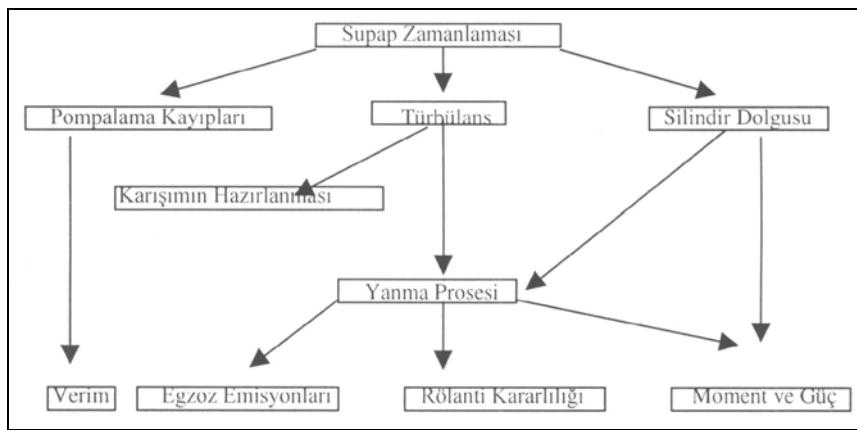 Supap Zamanlaması
Pompalama Kayıpları
Türbülans
Silindir Dolgusu
Karışımın Hazırlanması
Yanma Prosesi
Verim
Egzoz Emisyonları
Rölanti Kararlılığı
Moment ve Güç